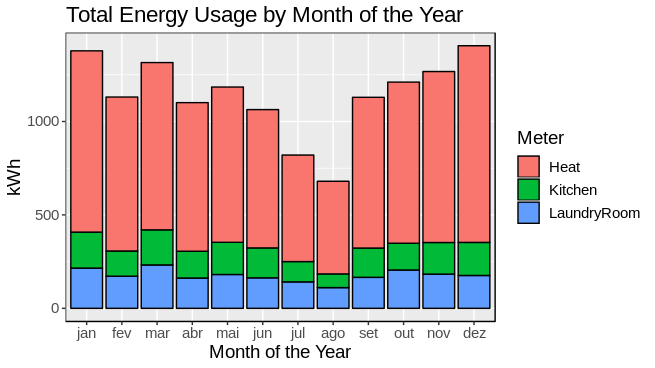 Total Energy Usage by Month of the Year
kWh
1000
500
0
jan fev mar abr mai jun jul ago set out nov dez
Month of the Year
Meter
Heat
Kitchen
LaundryRoom